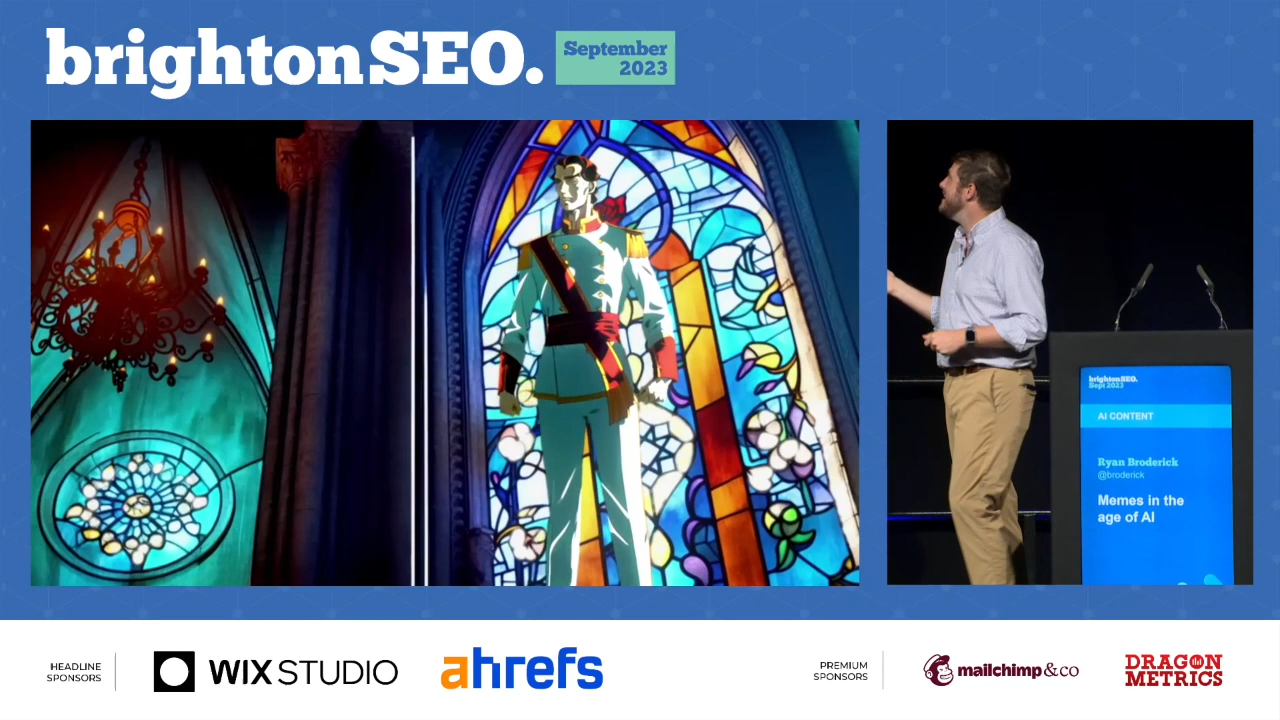 brightonSEO.
September
2023
brightonSEO.
Sept 2023
AI CONTENT
Ryan Broderick
@broderick
Memes in the
age of AI
HEADLINE
SPONSORS
WIX STUDIO
ahrefs
PREMIUM
SPONSORS
mailchimp&co
DRAGON
METRICS